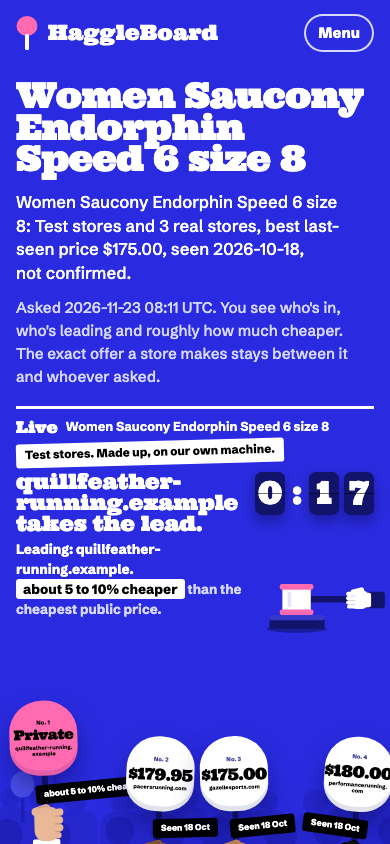 HaggleBoard
Menu
Women Saucony
Endorphin
Speed 6 size 8
Women Saucony Endorphin Speed 6 size
8: Test stores and 3 real stores, best last-
seen price $175.00, seen 2026-10-18,
not confirmed.
Asked 2026-11-23 08:11 UTC. You see who's in,
who's leading and roughly how much cheaper.
The exact offer a store makes stays between it
and whoever asked.
Live Women Saucony Endorphin Speed 6 size 8
Test stores. Made up, on our own machine.
quillfeather-
running.example
takes the lead.
0:17
Leading: quillfeather-
running.example.
about 5 to 10% cheaper than the
cheapest public price.
No. 1
Private
quillfeather-running.
example
about 5 to 10% chea
No. 2
$179.95
pacersrunning.com
Seen 18 Oct
No. 3
$175.00
gazellesports.com
Seen 18 Oct
No. 4
$180.00
performancerunning.
com
Seen 18 Oct